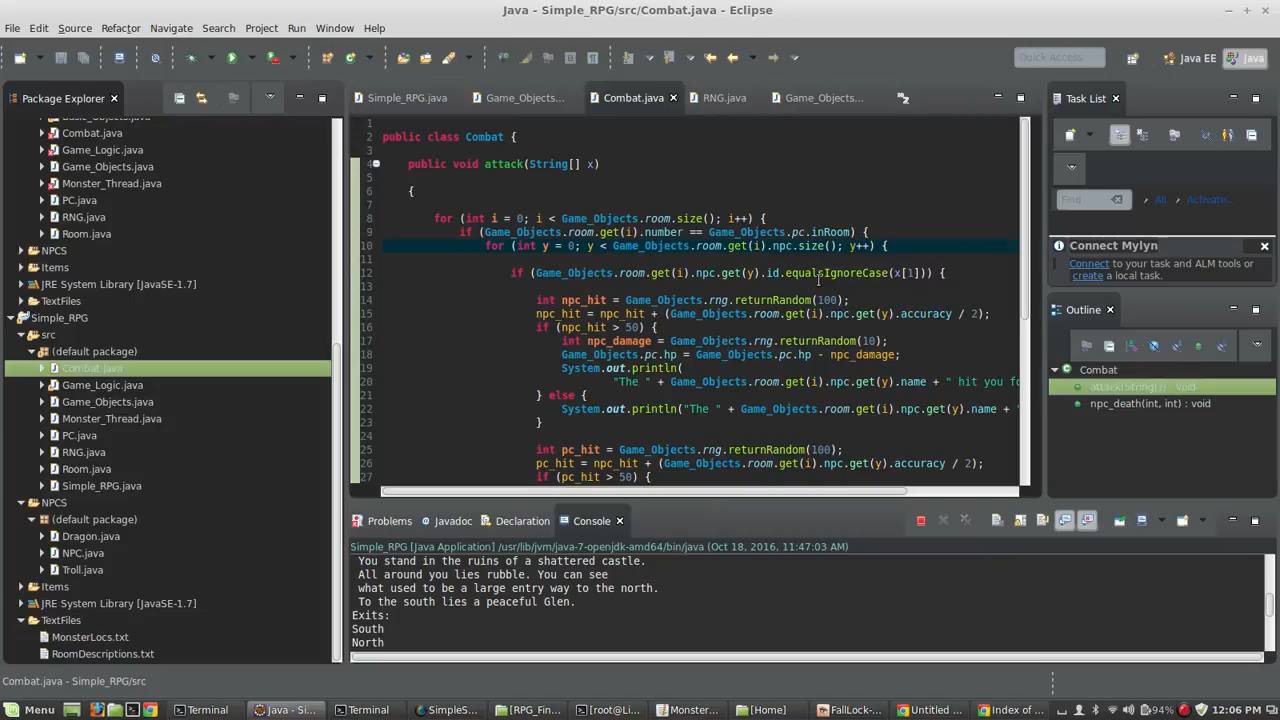 Java - Simple_RPG/src/Combat.java - Eclipse
File Edit Source Refactor Navigate Search Project Run Window Help
Quick Access
Java EE
Java
Package Explorer
Combat.java
Game_Logic.java
Game_Objects.java
Monster_Thread.java
PC.java
RNG.java
Room.java
NPCS
Items
JRE System Library [JavaSE-1.7]
TextFiles
Simple_RPG
src
(default package)
Combat.java
Game_Logic.java
Game_Objects.java
Monster_Thread.java
PC.java
RNG.java
Room.java
Simple_RPG.java
NPCS
(default package)
Dragon.java
NPC.java
Troll.java
Items
JRE System Library [JavaSE-1.7]
TextFiles
MonsterLocs.txt
RoomDescriptions.txt
Simple_RPG.java Game_Objects... Combat.java RNG.java Game_Objects...
1
2 public class Combat {
3
4 public void attack(String[] x)
5
6 {
7
8 for (int i = 0; i < Game_Objects.room.size(); i++) {
9 if (Game_Objects.room.get(i).number == Game_Objects.pc.inRoom) {
10 for (int y = 0; y < Game_Objects.room.get(i).npc.size(); y++) {
11
12 if (Game_Objects.room.get(i).npc.get(y).id.equalsIgnoreCase(x[1])) {
13
14 int npc_hit = Game_Objects.rng.returnRandom(100);
15 npc_hit = npc_hit + (Game_Objects.room.get(i).npc.get(y).accuracy / 2);
16 if (npc_hit > 50) {
17 int npc_damage = Game_Objects.rng.returnRandom(10);
18 Game_Objects.pc.hp = Game_Objects.pc.hp - npc_damage;
19 System.out.println(
20 "The " + Game_Objects.room.get(i).npc.get(y).name + " hit you fo
21 } else {
22 System.out.println("The " + Game_Objects.room.get(i).npc.get(y).name + "
23 }
24
25 int pc_hit = Game_Objects.rng.returnRandom(100);
26 pc_hit = npc_hit + (Game_Objects.room.get(i).npc.get(y).accuracy / 2);
27 if (pc_hit > 50) {
Task List
Find All Activate...
Connect Mylyn
Connect to your task and ALM tools or
create a local task.
Outline
Combat
attack(String[]) : void
npc_death(int, int) : void
Problems Javadoc Declaration Console
Simple_RPG [Java Application] /usr/lib/jvm/java-7-openjdk-amd64/bin/java (Oct 18, 2016, 11:47:03 AM)
You stand in the ruins of a shattered castle.
All around you lies rubble. You can see
what used to be a large entry way to the north.
To the south lies a peaceful Glen.
Exits:
South
North
Combat.java - Simple_RPG/src
Menu Terminal Java - Si... Terminal SimpleS... [RPG_Fin... [root@Li... Monster... [Home] FallLock-... Untitled ... Index of ... 94% 12:06 PM